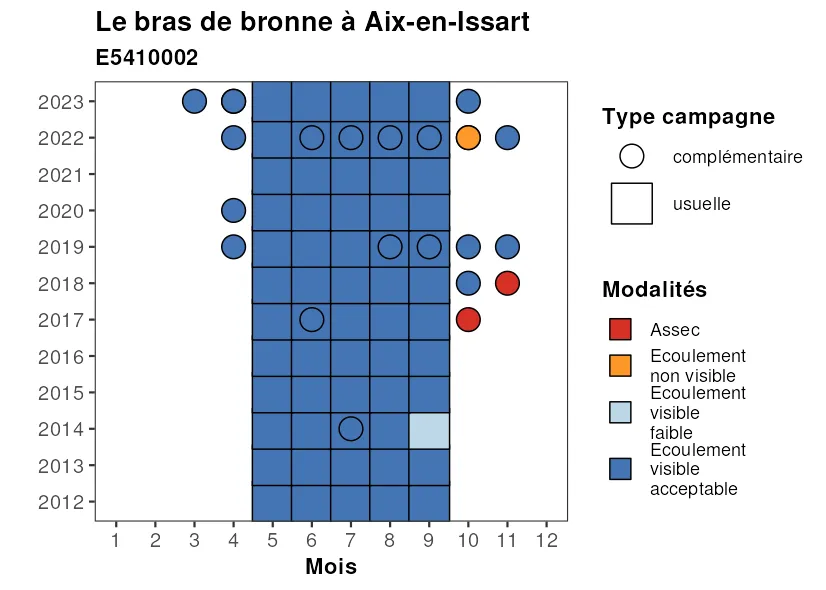 Le bras de bronne à Aix-en-Issart
E5410002
2023
2022
2021
2020
2019
2018
2017
2016
2015
2014
2013
2012
1 2 3 4 5 6 7 8 9 10 11 12
Mois
Type campagne
complémentaire
usuelle
Modalités
Assec
Ecoulement
non visible
Ecoulement
visible
faible
Ecoulement
visible
acceptable